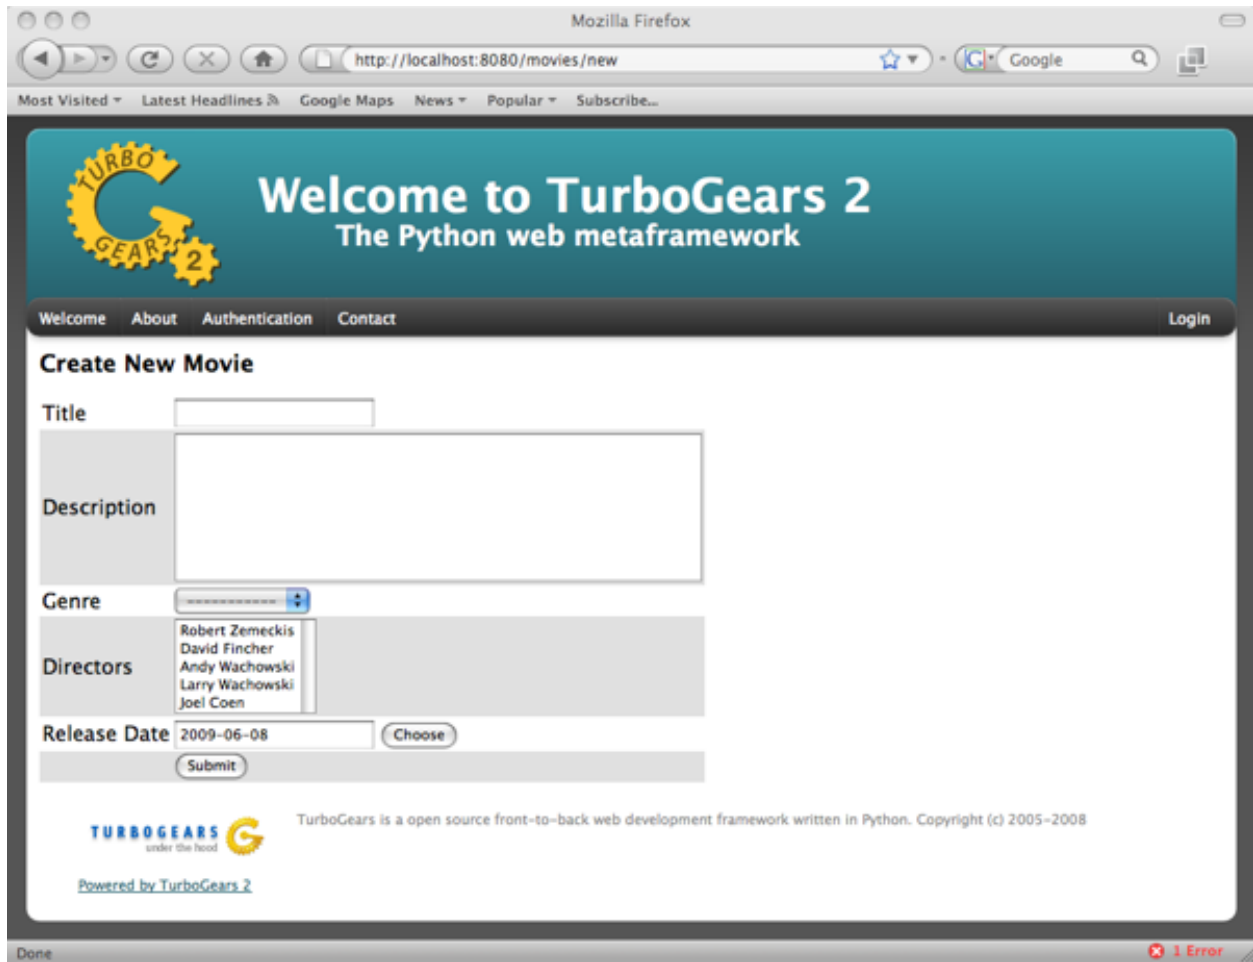 Mozilla Firefox
http://localhost:8080/movies/new
Google
Most Visited Latest Headlines Google Maps News Popular Subscribe...
TURBO
GEARS
2
Welcome to TurboGears 2
The Python web metaframework
Welcome About Authentication Contact Login
Create New Movie
Title
Description
Genre -----------
Directors
Robert Zemeckis
David Fincher
Andy Wachowski
Larry Wachowski
Joel Coen
Release Date 2009-06-08 Choose
Submit
TURBOGEARS
under the hood
TurboGears is a open source front-to-back web development framework written in Python. Copyright (c) 2005-2008
Powered by TurboGears 2
Done 1 Error